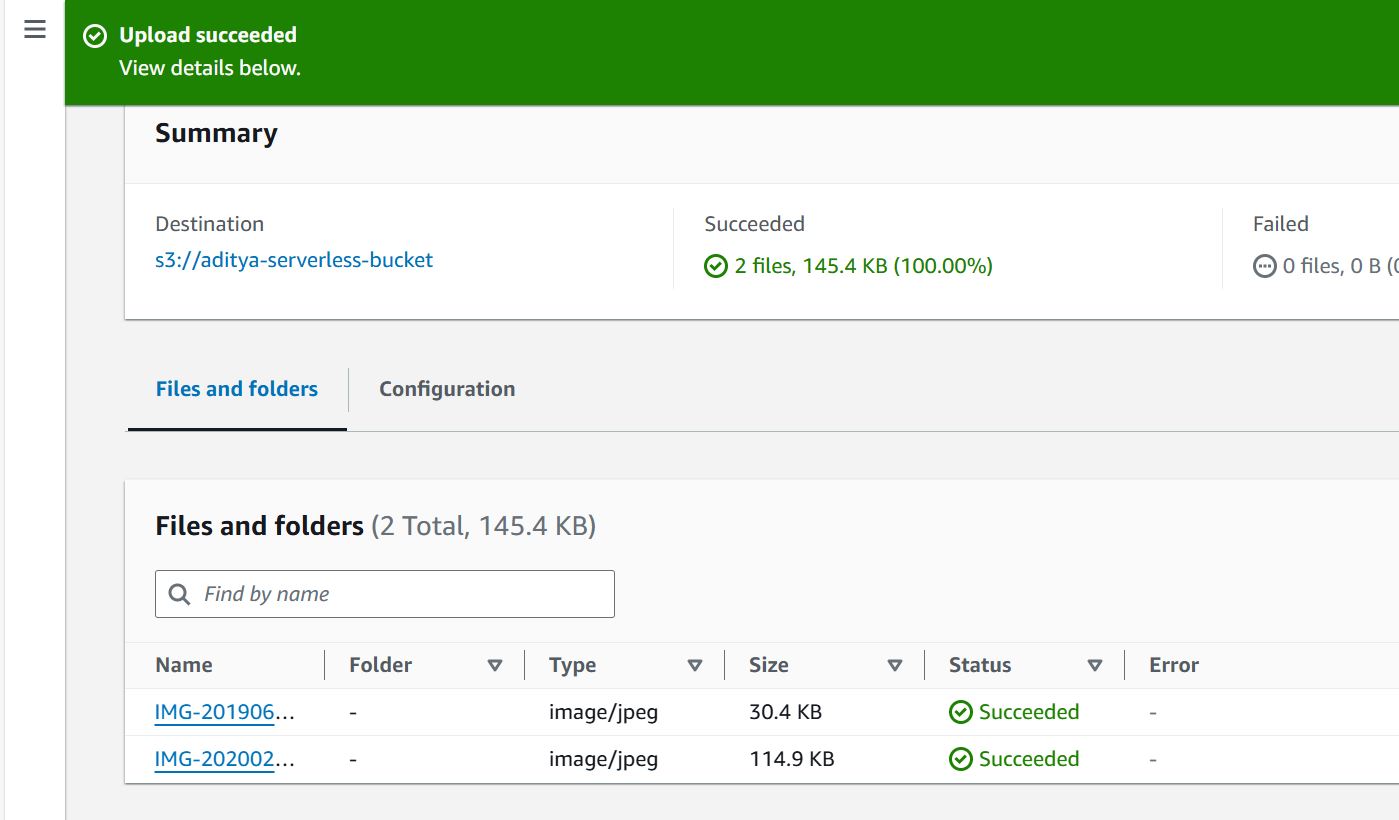 Upload succeeded
View details below.
Summary
Destination
s3://aditya-serverless-bucket
Succeeded
2 files, 145.4 KB (100.00%)
Failed
0 files, 0 B (0
Files and folders
Configuration
Files and folders (2 Total, 145.4 KB)
Find by name
Name Folder Type Size Status Error
IMG-201906... - image/jpeg 30.4 KB Succeeded -
IMG-202002... - image/jpeg 114.9 KB Succeeded -